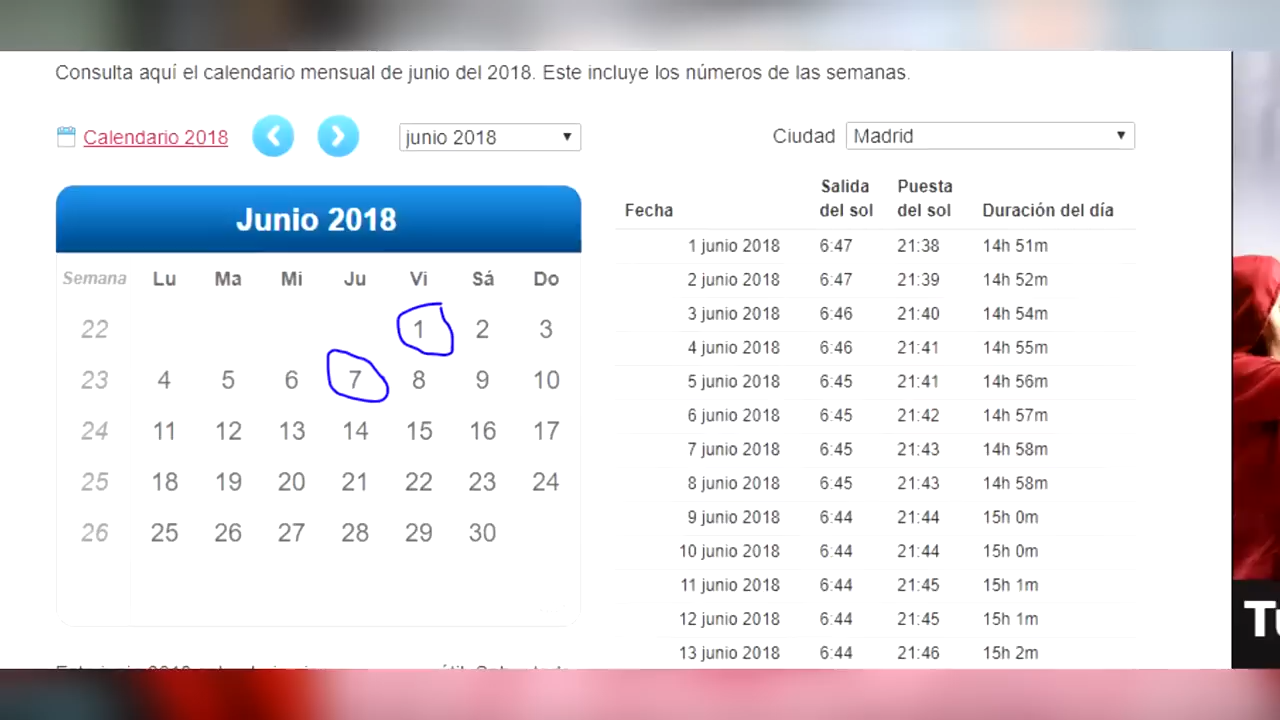 Consulta aquí el calendario mensual de junio del 2018. Este incluye los números de las semanas.
Calendario 2018
junio 2018
Ciudad
Madrid
Junio 2018
Semana Lu Ma Mi Ju Vi Sá Do
22 1 2 3
23 4 5 6 7 8 9 10
24 11 12 13 14 15 16 17
25 18 19 20 21 22 23 24
26 25 26 27 28 29 30
Fecha Salida del sol Puesta del sol Duración del día
1 junio 2018 6:47 21:38 14h 51m
2 junio 2018 6:47 21:39 14h 52m
3 junio 2018 6:46 21:40 14h 54m
4 junio 2018 6:46 21:41 14h 55m
5 junio 2018 6:45 21:41 14h 56m
6 junio 2018 6:45 21:42 14h 57m
7 junio 2018 6:45 21:43 14h 58m
8 junio 2018 6:45 21:43 14h 58m
9 junio 2018 6:44 21:44 15h 0m
10 junio 2018 6:44 21:44 15h 0m
11 junio 2018 6:44 21:45 15h 1m
12 junio 2018 6:44 21:45 15h 1m
13 junio 2018 6:44 21:46 15h 2m